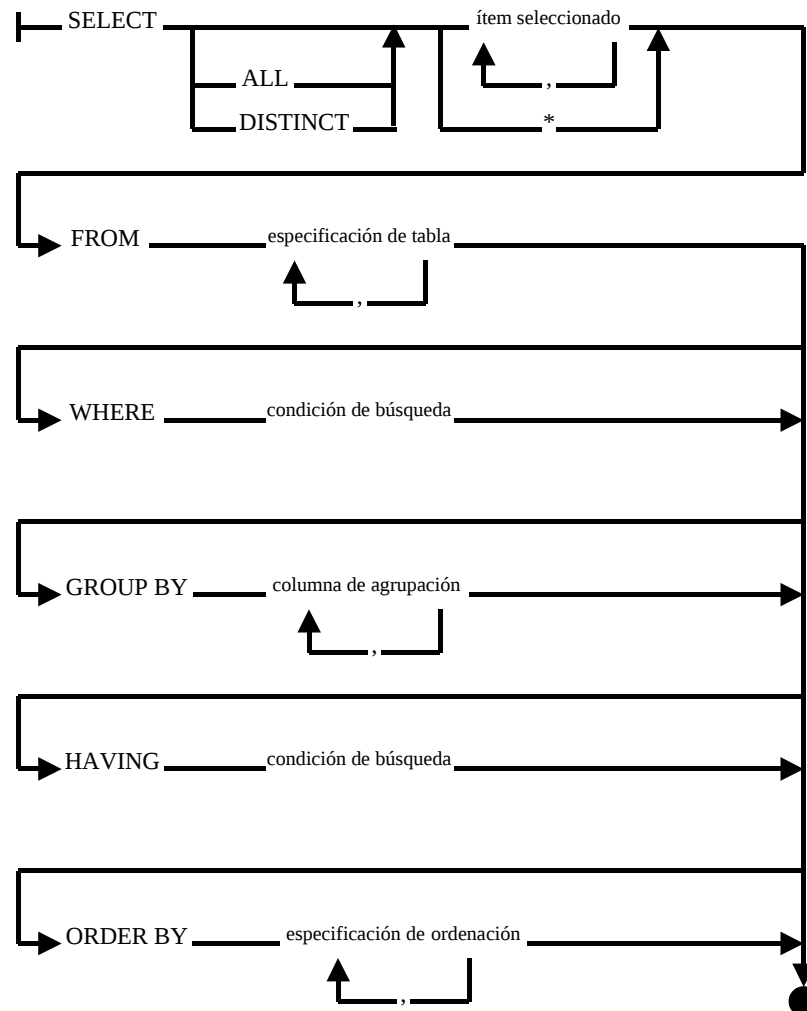 SELECT ítem seleccionado
ALL ,
DISTINCT *
FROM especificación de tabla
,
WHERE condición de búsqueda
GROUP BY columna de agrupación
,
HAVING condición de búsqueda
ORDER BY especificación de ordenación
,